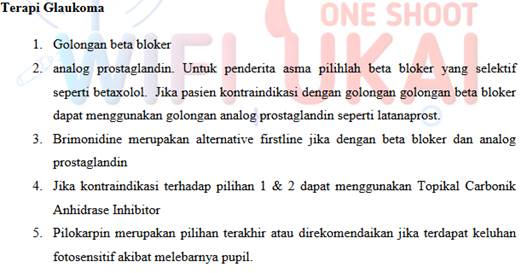 ONE SHOOT
WIFI UKAI
Terapi Glaukoma
1. Golongan beta bloker
2. analog prostaglandin. Untuk penderita asma pilihlah beta bloker yang selektif
seperti betaxolol. Jika pasien kontraindikasi dengan golongan golongan beta bloker
dapat menggunakan golongan analog prostaglandin seperti latanaprost.
3. Brimonidine merupakan alternative firstline jika dengan beta bloker dan analog
prostaglandin
4. Jika kontraindikasi terhadap pilihan 1 & 2 dapat menggunakan Topikal Carbonik
Anhidrase Inhibitor
5. Pilokarpin merupakan pilihan terakhir atau direkomendaikan jika terdapat keluhan
fotosensitif akibat melebarnya pupil.